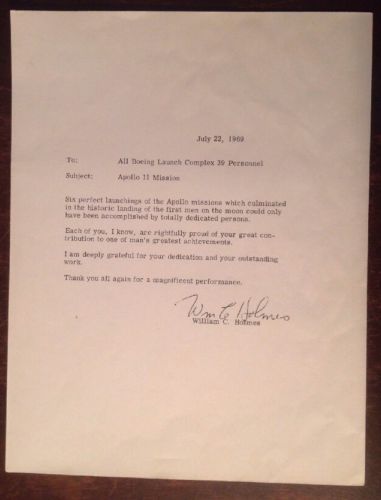 July 22, 1969
To: All Boeing Launch Complex 39 Personnel
Subject: Apollo 11 Mission
Six perfect launchings of the Apollo missions which culminated
in the historic landing of the first men on the moon could only
have been accomplished by totally dedicated persons.
Each of you, I know, are rightfully proud of your great con-
tribution to one of man's greatest achievements.
I am deeply grateful for your dedication and your outstanding
work.
Thank you all again for a magnificent performance.
Wm C Holmes
William C. Holmes